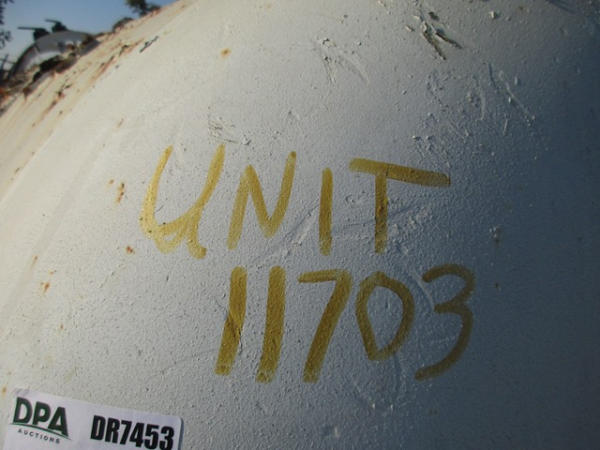 UNIT
11703
DPA
AUCTIONS
DR7453